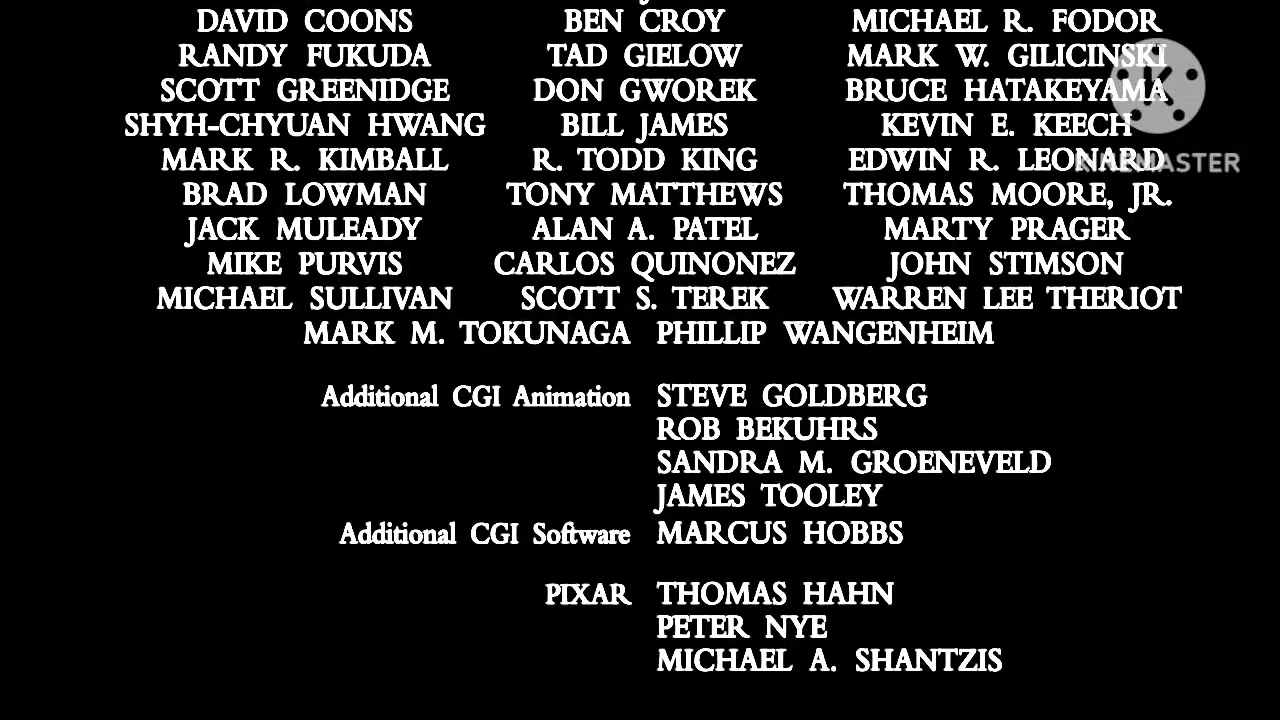 DAVID COONS BEN CROY MICHAEL R. FODOR
RANDY FUKUDA TAD GIELOW MARK W. GILICINSKI
SCOTT GREENIDGE DON GWOREK BRUCE HATAKEYAMA
SHYH-CHYUAN HWANG BILL JAMES KEVIN E. KEECH
MARK R. KIMBALL R. TODD KING EDWIN R. LEONARD
KINEMASTER
BRAD LOWMAN TONY MATTHEWS THOMAS MOORE, JR.
JACK MULEADY ALAN A. PATEL MARTY PRAGER
MIKE PURVIS CARLOS QUINONEZ JOHN STIMSON
MICHAEL SULLIVAN SCOTT S. TEREK WARREN LEE THERIOT
MARK M. TOKUNAGA PHILLIP WANGENHEIM
Additional CGI Animation STEVE GOLDBERG
ROB BEKUHRS
SANDRA M. GROENEVELD
JAMES TOOLEY
Additional CGI Software MARCUS HOBBS
PIXAR THOMAS HAHN
PETER NYE
MICHAEL A. SHANTZIS